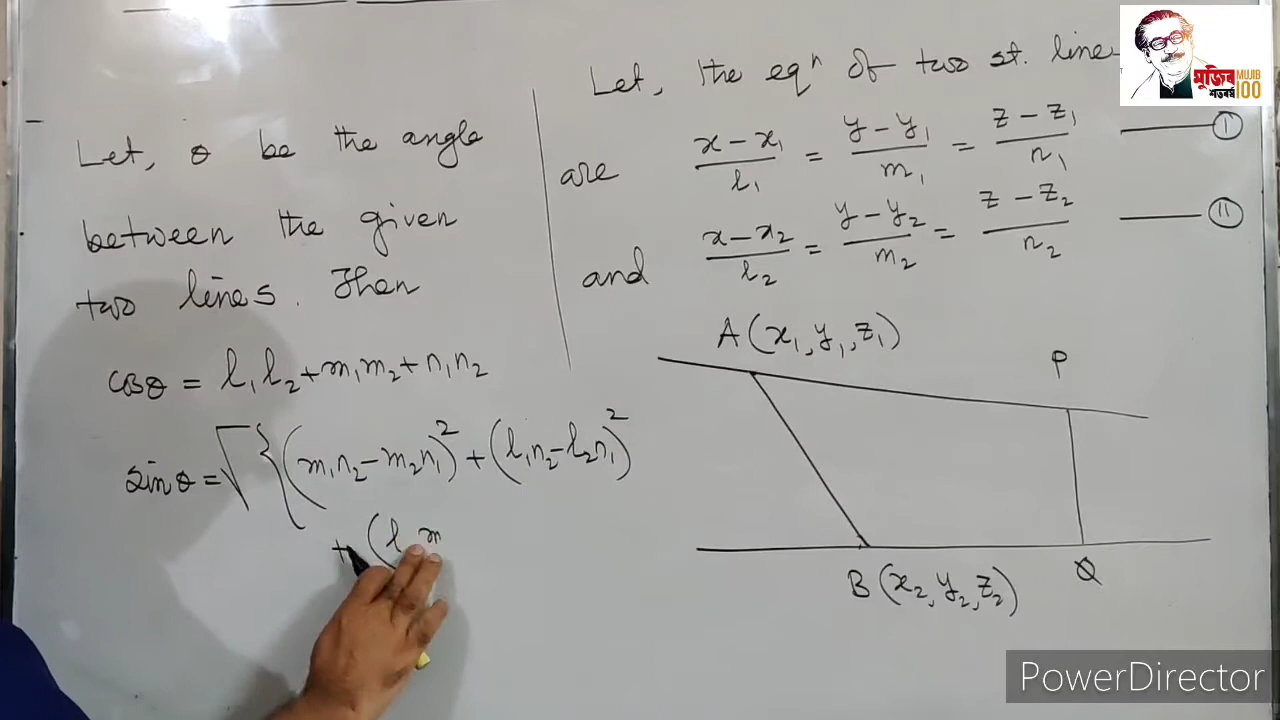 Let, θ be the angle
between the given
two lines. Then
cosθ = l₁l₂+m₁m₂+n₁n₂
sinθ = √{(m₁n₂-m₂n₁)²+(l₁n₂-l₂n₁)²
+(l m
Let, the eqⁿ of two st. line
are x-x₁/l₁ = y-y₁/m₁ = z-z₁/n₁ — (I)
and x-x₂/l₂ = y-y₂/m₂ = z-z₂/n₂ — (II)
A(x₁,y₁,z₁)
P
B(x₂,y₂,z₂)
Q
মুজিব MUJIB
শতবর্ষ 100
PowerDirector